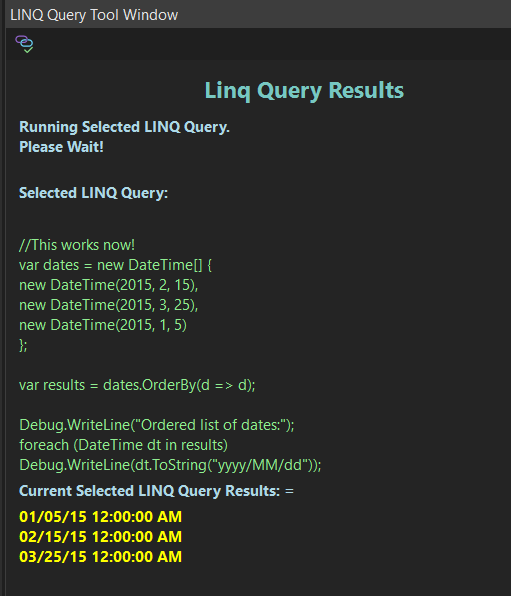 LINQ Query Tool Window
Linq Query Results
Running Selected LINQ Query.
Please Wait!
Selected LINQ Query:
//This works now!
var dates = new DateTime[] {
new DateTime(2015, 2, 15),
new DateTime(2015, 3, 25),
new DateTime(2015, 1, 5)
};
var results = dates.OrderBy(d => d);
Debug.WriteLine("Ordered list of dates:");
foreach (DateTime dt in results)
Debug.WriteLine(dt.ToString("yyyy/MM/dd"));
Current Selected LINQ Query Results: =
01/05/15 12:00:00 AM
02/15/15 12:00:00 AM
03/25/15 12:00:00 AM